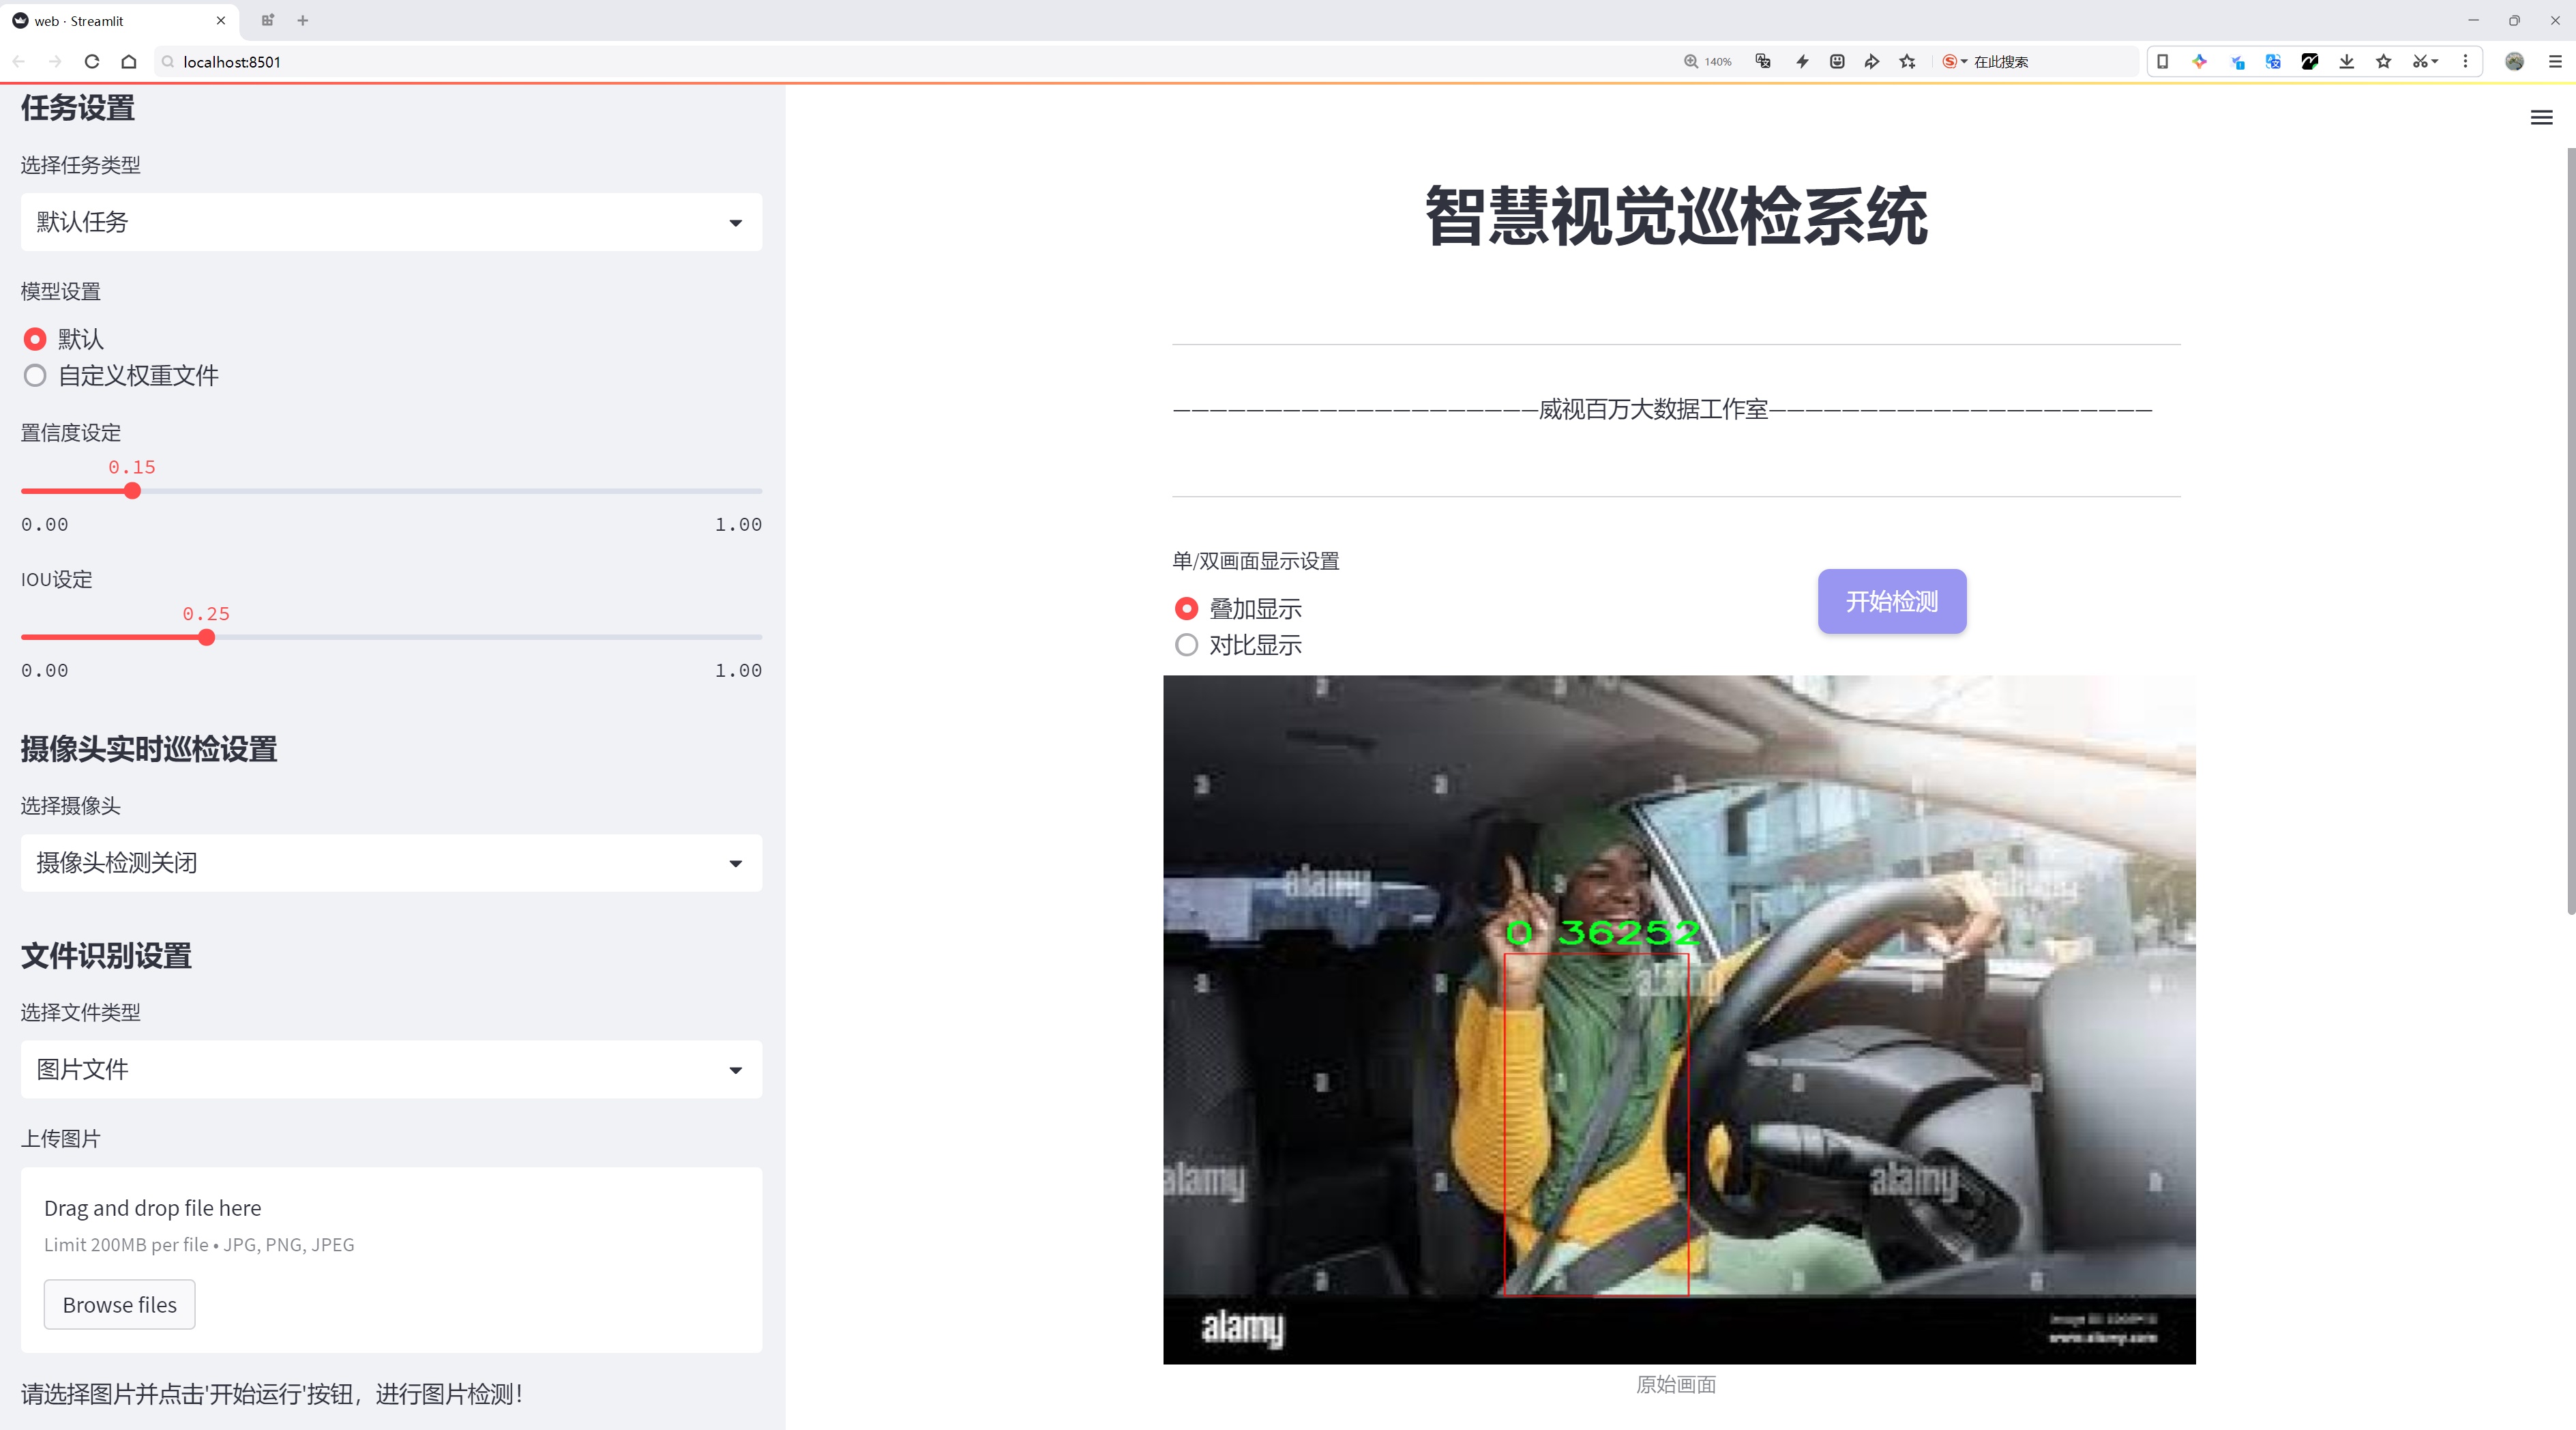 web · Streamlit
localhost:8501
140%
在此搜索
任务设置
选择任务类型
默认任务
模型设置
默认
自定义权重文件
置信度设定
0.15
0.00
1.00
IOU设定
0.25
0.00
1.00
摄像头实时巡检设置
选择摄像头
摄像头检测关闭
文件识别设置
选择文件类型
图片文件
上传图片
Drag and drop file here
Limit 200MB per file • JPG, PNG, JPEG
Browse files
请选择图片并点击'开始运行'按钮，进行图片检测！
智慧视觉巡检系统
————————————————————威视百万大数据工作室—————————————————————
单/双画面显示设置
叠加显示
对比显示
开始检测
alamy
0 36252
alamy
alamy
alamy
alamy
www.alamy.com
原始画面